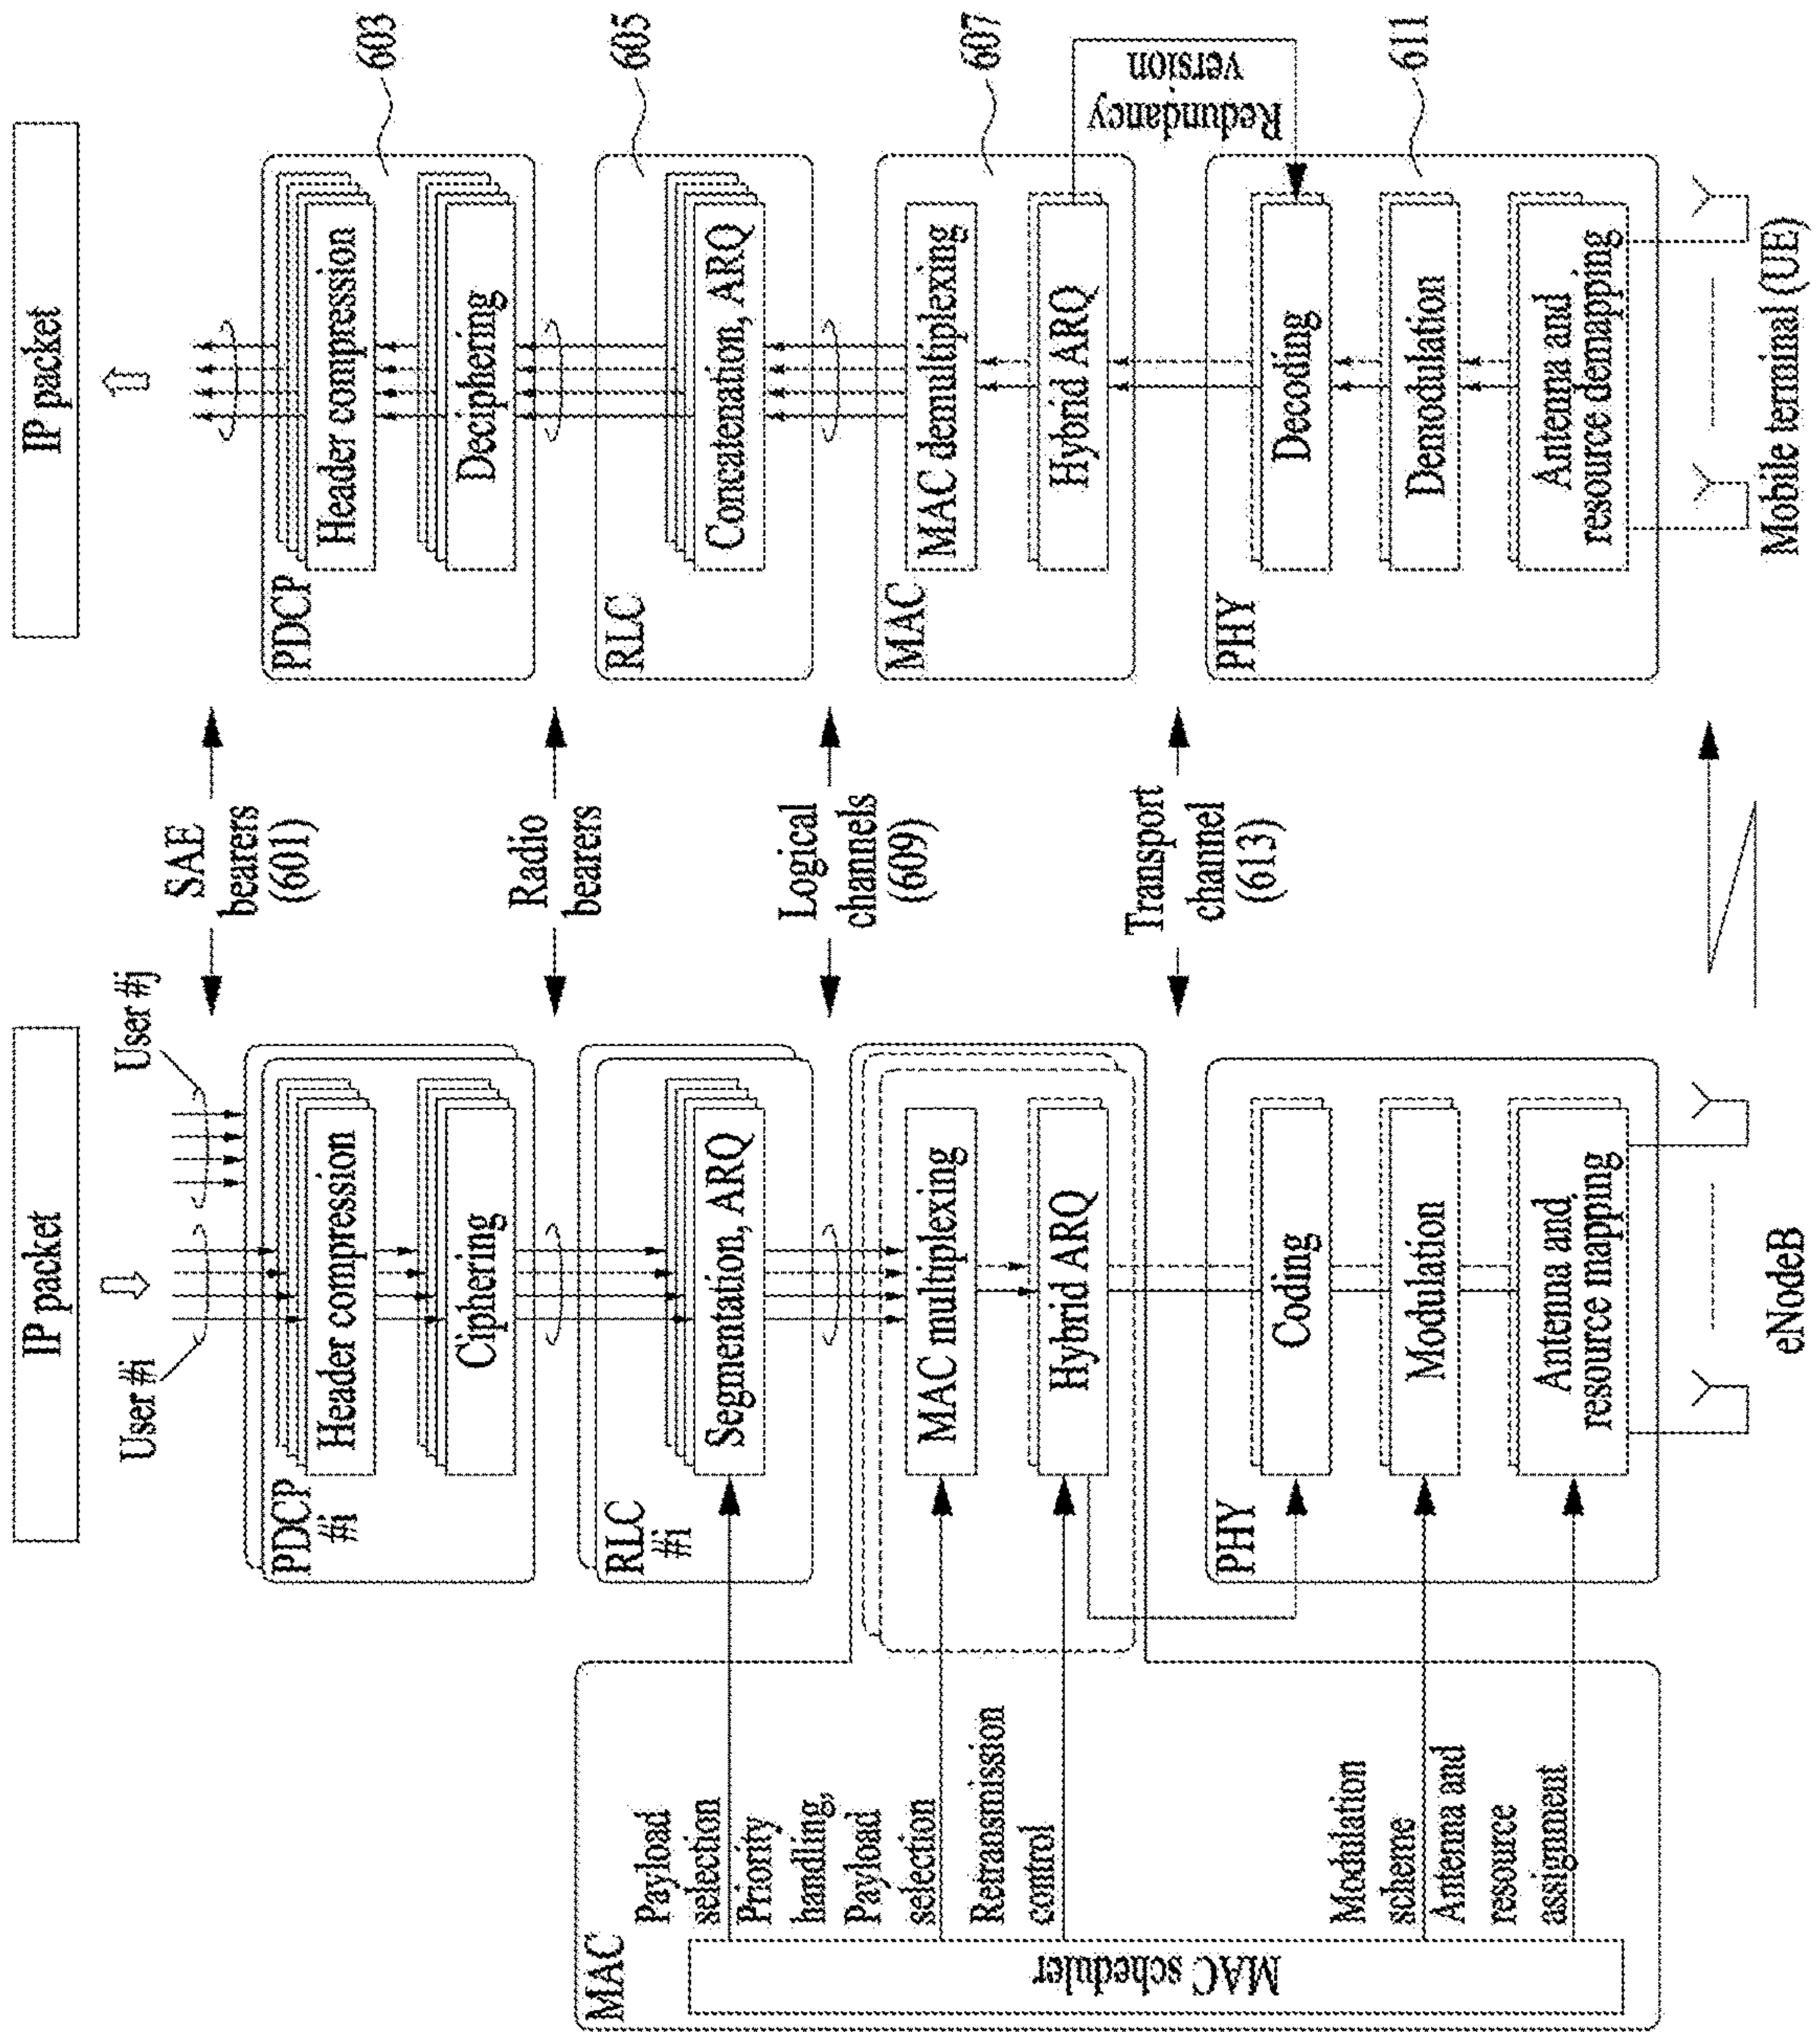 IP packet
IP packet
User #i
User #j
SAE
bearers
(601)
PDCP
#i
Header compression
Ciphering
PDCP
Header compression
Deciphering
603
Radio
bearers
RLC
#i
Segmentation, ARQ
RLC
Concatenation, ARQ
605
Logical
channels
(609)
MAC
MAC scheduler
Payload
selection
Priority
handling,
Payload
selection
Retransmission
control
Modulation
scheme
Antenna and
resource
assignment
MAC multiplexing
Hybrid ARQ
MAC
MAC demultiplexing
Hybrid ARQ
607
Redundancy
version
Transport
channel
(613)
PHY
Coding
Modulation
Antenna and
resource mapping
PHY
Decoding
Demodulation
Antenna and
resource demapping
611
eNodeB
Mobile terminal (UE)